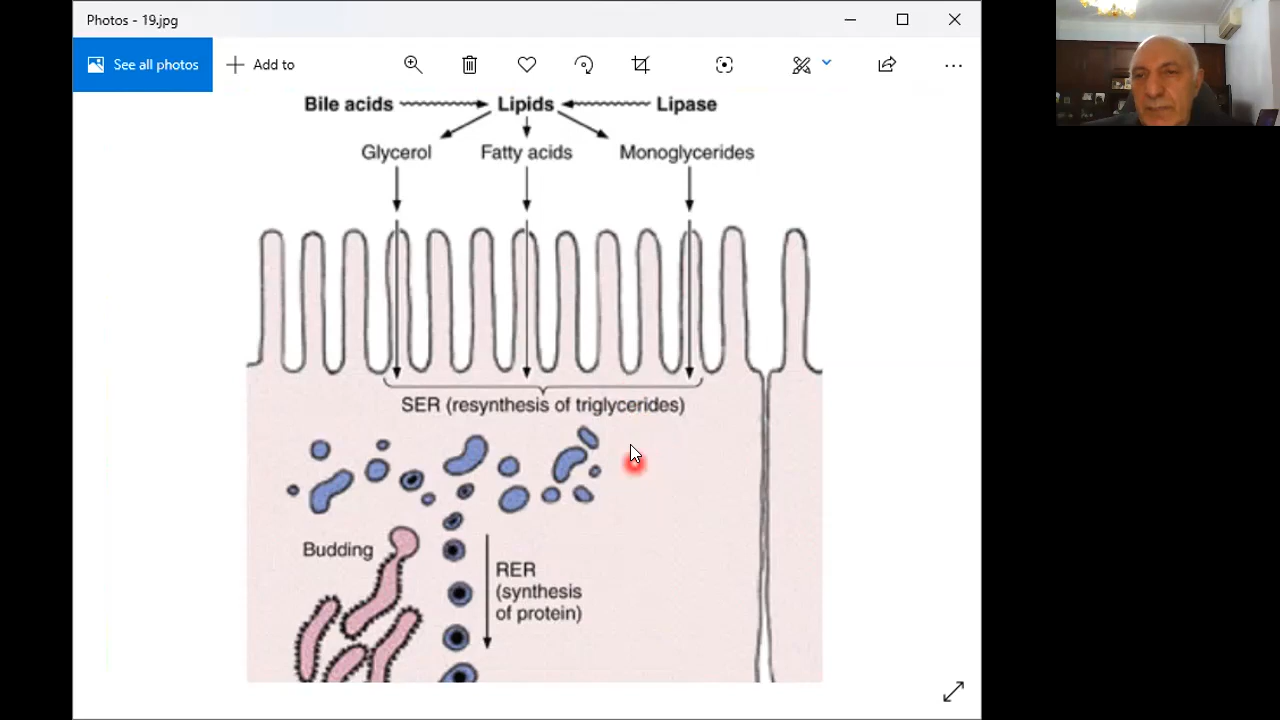 Photos - 19.jpg
See all photos
Add to
Bile acids Lipids Lipase
Glycerol Fatty acids Monoglycerides
SER (resynthesis of triglycerides)
Budding
RER
(synthesis
of protein)